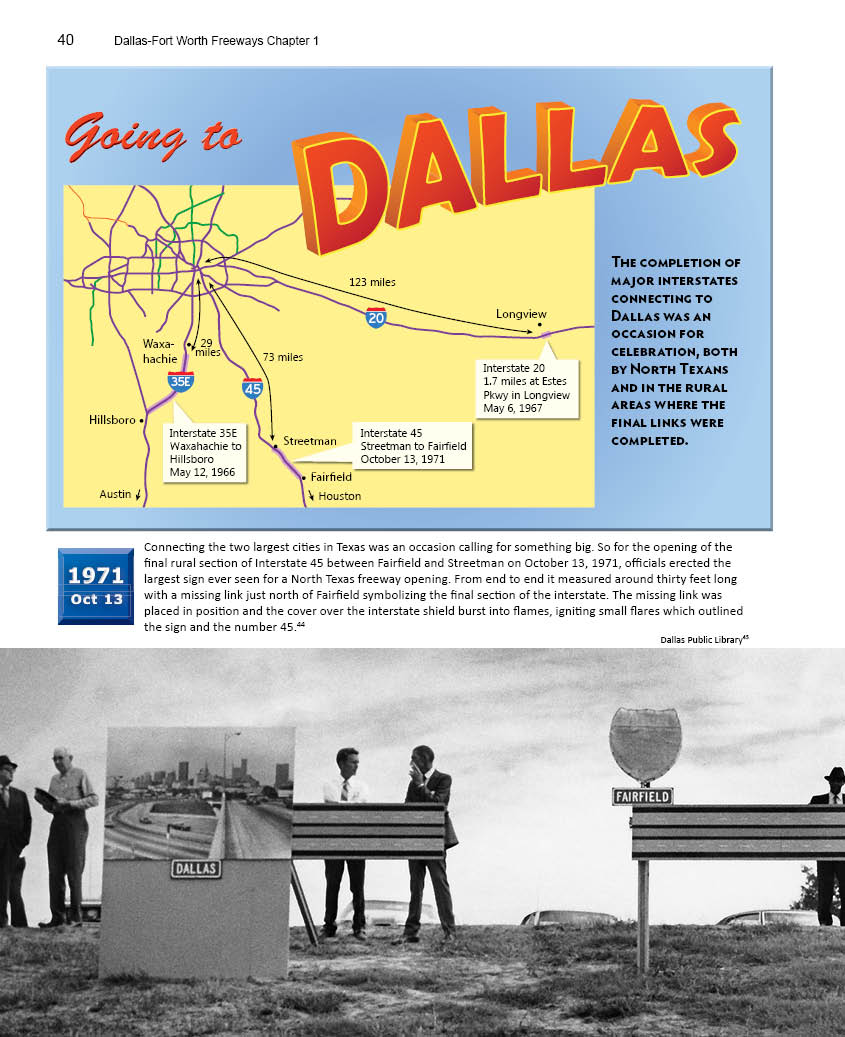 40 Dallas-Fort Worth Freeways Chapter 1
Going to
DALLAS
THE COMPLETION OF
MAJOR INTERSTATES
CONNECTING TO
DALLAS WAS AN
OCCASION FOR
CELEBRATION, BOTH
BY NORTH TEXANS
AND IN THE RURAL
AREAS WHERE THE
FINAL LINKS WERE
COMPLETED.
123 miles
20
Longview
Interstate 20
1.7 miles at Estes
Pkwy in Longview
May 6, 1967
Waxa-
hachie
29
miles
73 miles
35E
45
Hillsboro
Interstate 35E
Waxahachie to
Hillsboro
May 12, 1966
Streetman
Interstate 45
Streetman to Fairfield
October 13, 1971
Fairfield
Austin
Houston
1971
Oct 13
Connecting the two largest cities in Texas was an occasion calling for something big. So for the opening of the
final rural section of Interstate 45 between Fairfield and Streetman on October 13, 1971, officials erected the
largest sign ever seen for a North Texas freeway opening. From end to end it measured around thirty feet long
with a missing link just north of Fairfield symbolizing the final section of the interstate. The missing link was
placed in position and the cover over the interstate shield burst into flames, igniting small flares which outlined
the sign and the number 45.⁴⁴
Dallas Public Library⁴⁵
FAIRFIELD
DALLAS